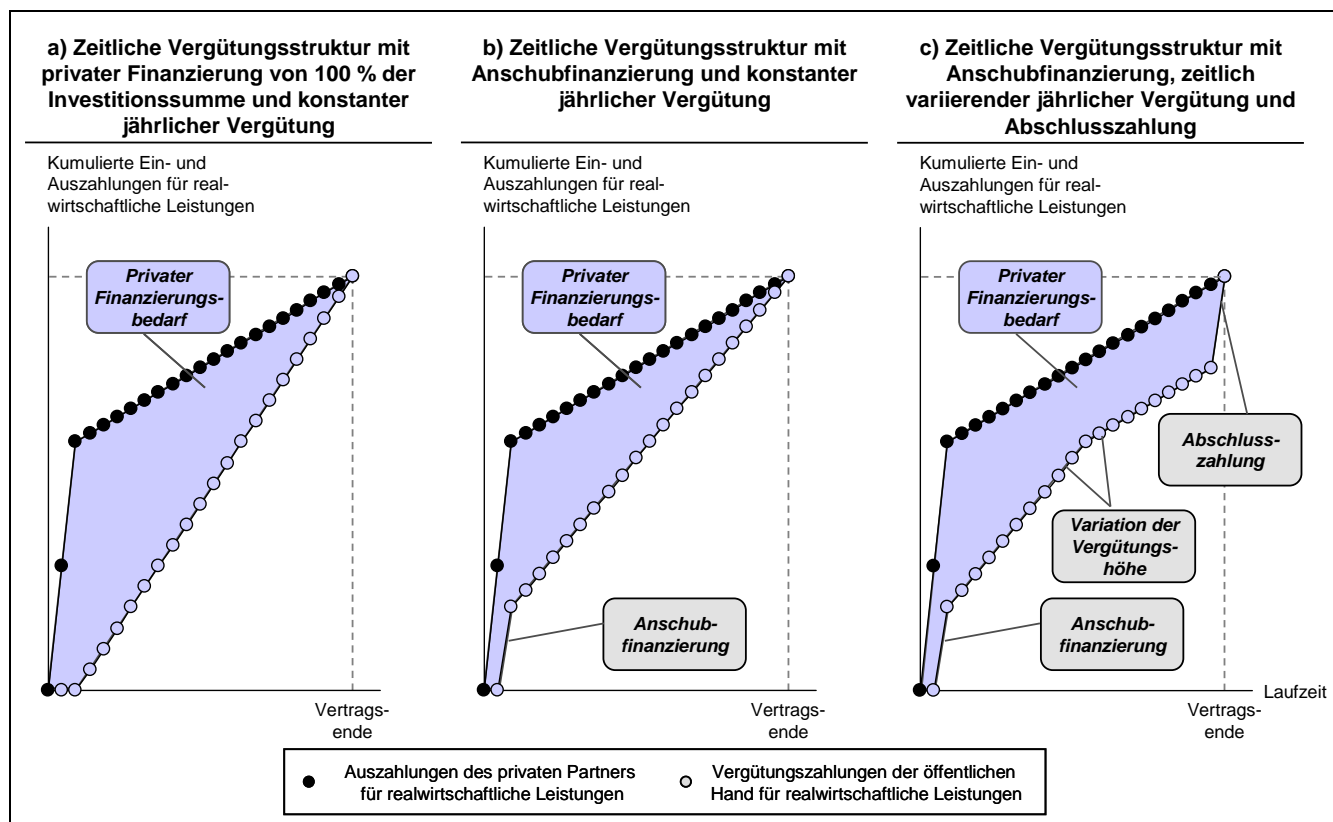 a) Zeitliche Vergütungsstruktur mit
privater Finanzierung von 100 % der
Investitionssumme und konstanter
jährlicher Vergütung
Kumulierte Ein- und
Auszahlungen für real-
wirtschaftliche Leistungen
Privater
Finanzierungs-
bedarf
Vertrags-
ende
b) Zeitliche Vergütungsstruktur mit
Anschubfinanzierung und konstanter
jährlicher Vergütung
Kumulierte Ein- und
Auszahlungen für real-
wirtschaftliche Leistungen
Privater
Finanzierungs-
bedarf
Anschub-
finanzierung
Vertrags-
ende
c) Zeitliche Vergütungsstruktur mit
Anschubfinanzierung, zeitlich
variierender jährlicher Vergütung und
Abschlusszahlung
Kumulierte Ein- und
Auszahlungen für real-
wirtschaftliche Leistungen
Privater
Finanzierungs-
bedarf
Abschluss-
zahlung
Variation der
Vergütungs-
höhe
Anschub-
finanzierung
Laufzeit
Vertrags-
ende
Auszahlungen des privaten Partners
für realwirtschaftliche Leistungen
Vergütungszahlungen der öffentlichen
Hand für realwirtschaftliche Leistungen